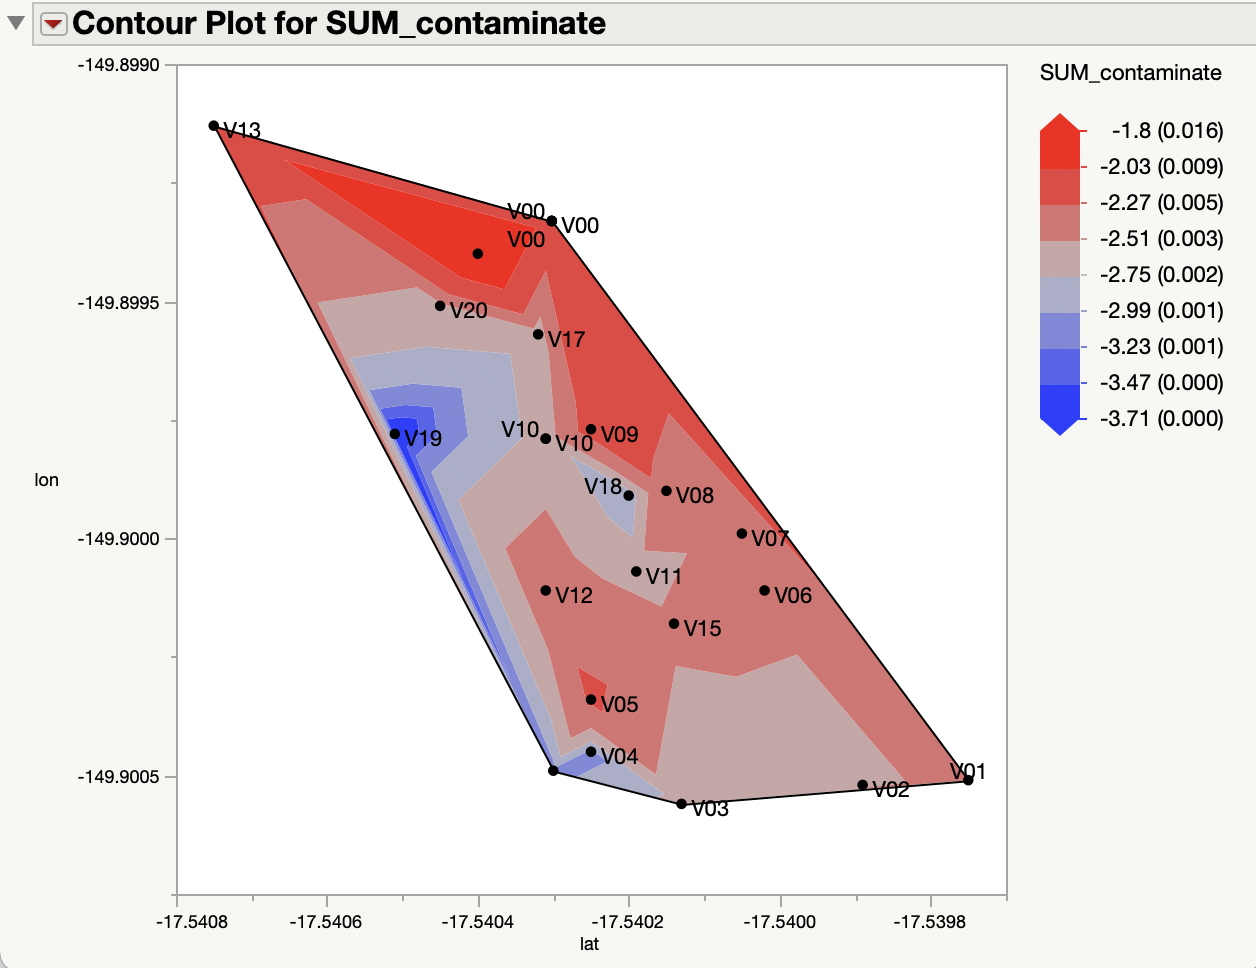 Contour Plot for SUM_contaminate
-149.8990
-149.8995
-149.9000
-149.9005
lon
V13
V00
V00
V00
V20
V17
V10
V10
V09
V19
V18
V08
V07
V11
V12
V06
V15
V05
V04
V01
V02
V03
-17.5408
-17.5406
-17.5404
-17.5402
-17.5400
-17.5398
lat
SUM_contaminate
-1.8 (0.016)
-2.03 (0.009)
-2.27 (0.005)
-2.51 (0.003)
-2.75 (0.002)
-2.99 (0.001)
-3.23 (0.001)
-3.47 (0.000)
-3.71 (0.000)